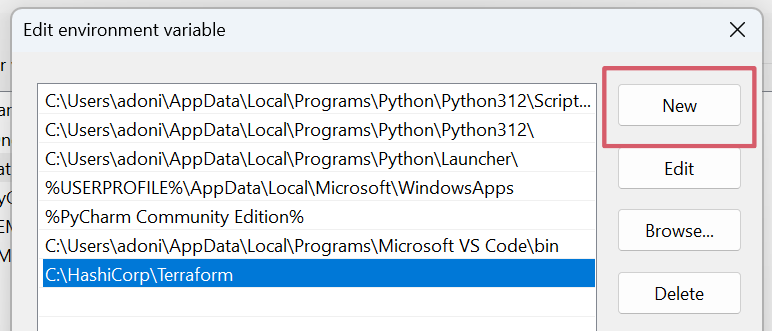 Edit environment variable
C:\Users\adoni\AppData\Local\Programs\Python\Python312\Script...
New
C:\Users\adoni\AppData\Local\Programs\Python\Python312\
C:\Users\adoni\AppData\Local\Programs\Python\Launcher\
Edit
%USERPROFILE%\AppData\Local\Microsoft\WindowsApps
%PyCharm Community Edition%
Browse...
C:\Users\adoni\AppData\Local\Programs\Microsoft VS Code\bin
C:\HashiCorp\Terraform
Delete